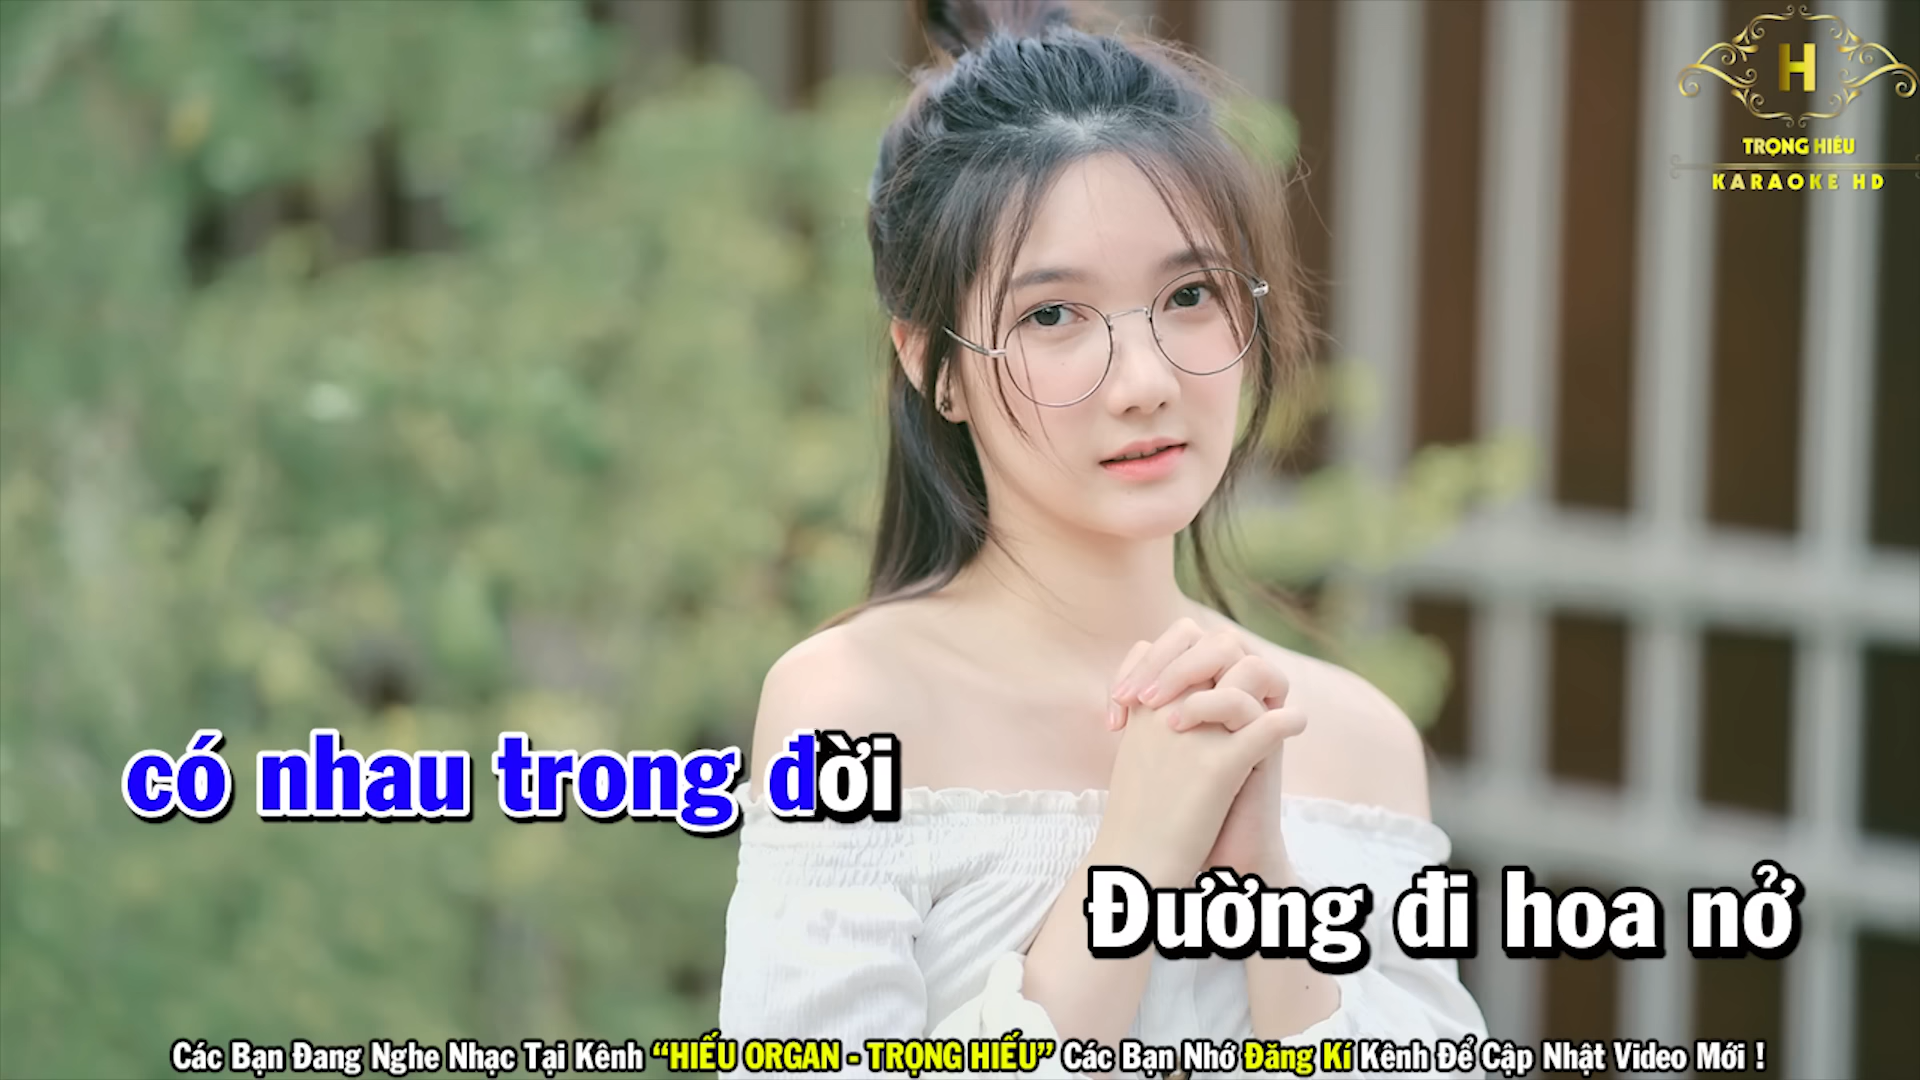 H
TRỌNG HIẾU
KARAOKE HD
có nhau trong đời
Đường đi hoa nở
Các Bạn Đang Nghe Nhạc Tại Kênh “HIẾU ORGAN - TRỌNG HIẾU” Các Bạn Nhớ Đăng Kí Kênh Để Cập Nhật Video Mới !